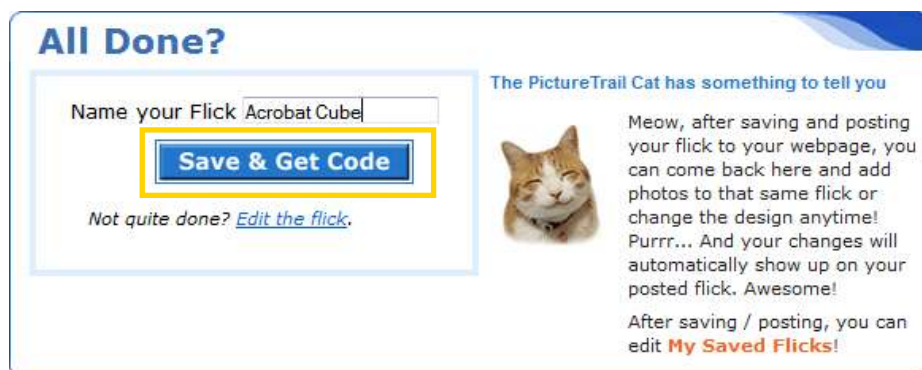 All Done?
Name your Flick Acrobat Cube
Save & Get Code
Not quite done? Edit the flick.
The PictureTrail Cat has something to tell you
Meow, after saving and posting
your flick to your webpage, you
can come back here and add
photos to that same flick or
change the design anytime!
Purrr... And your changes will
automatically show up on your
posted flick. Awesome!
After saving / posting, you can
edit My Saved Flicks!